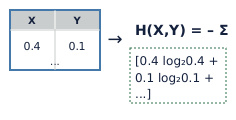 X Y
0.4 0.1
...
→
H(X,Y) = – Σ
[0.4 log₂0.4 +
0.1 log₂0.1 +
...]